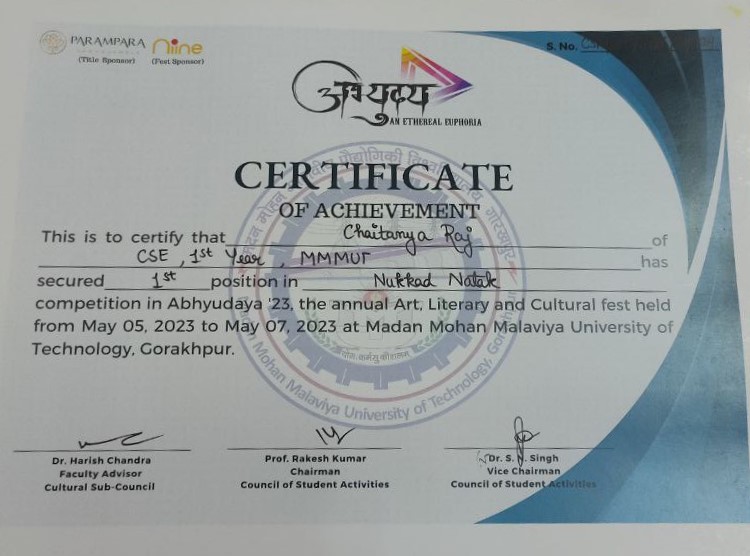 PARAMPARA
(Title Sponsor)
niine
(Fest Sponsor)
S. No.
अभ्युदय
AN ETHEREAL EUPHORIA
CERTIFICATE
OF ACHIEVEMENT
This is to certify that Chaitanya Raj of
CSE, 1st Year, MMMUT has
secured 1st position in Nukkad Natak
competition in Abhyudaya '23, the annual Art, Literary and Cultural fest held
from May 05, 2023 to May 07, 2023 at Madan Mohan Malaviya University of
Technology, Gorakhpur.
Mohan Malaviya University of Technology, Gorakhpur
Dr. Harish Chandra
Faculty Advisor
Cultural Sub-Council
Prof. Rakesh Kumar
Chairman
Council of Student Activities
Dr. S. Singh
Vice Chairman
Council of Student Activities